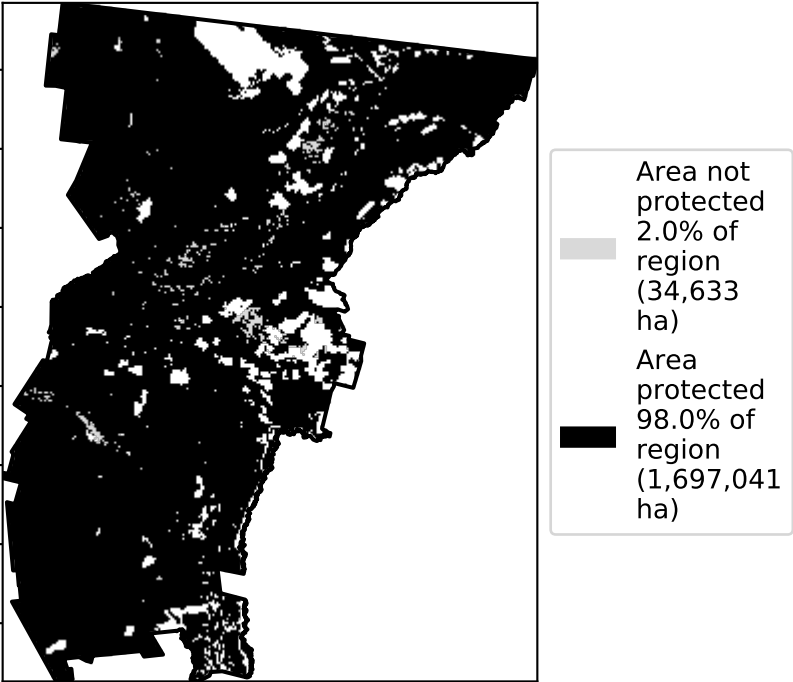 Area not
protected
2.0% of
region
(34,633
ha)
Area
protected
98.0% of
region
(1,697,041
ha)